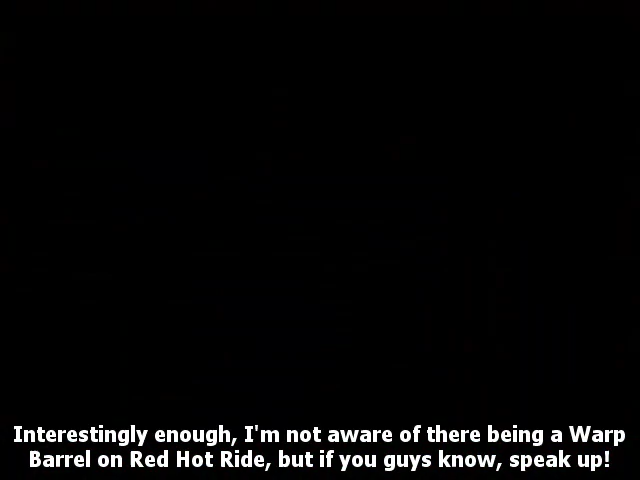 Interestingly enough, I'm not aware of there being a Warp
Barrel on Red Hot Ride, but if you guys know, speak up!